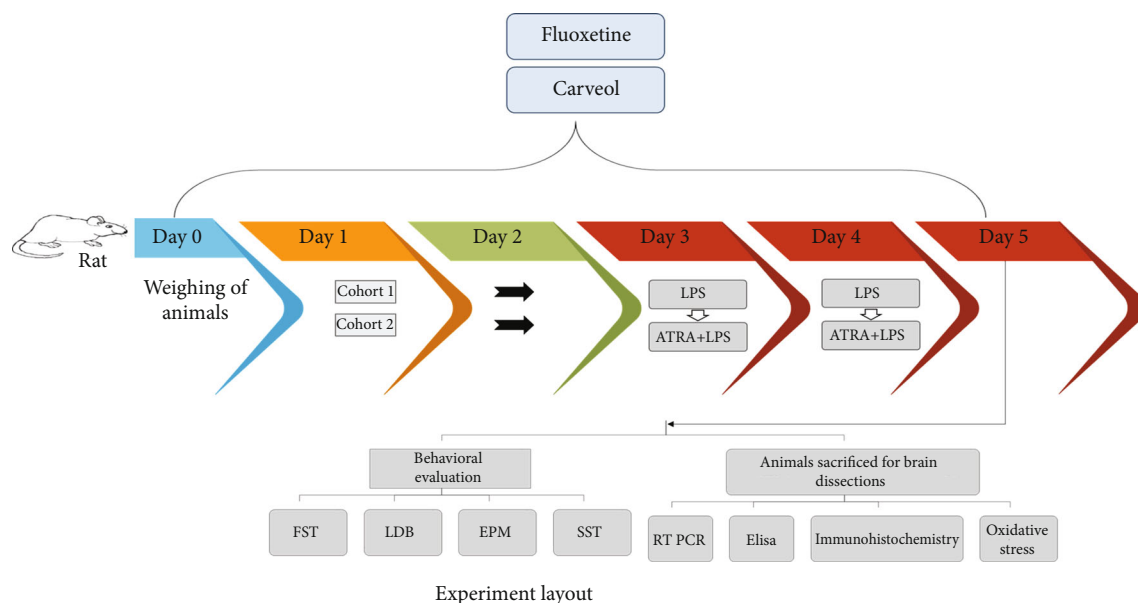 Fluoxetine
Carveol
Day 0
Day 1
Day 2
Day 3
Day 4
Day 5
Rat
Weighing of
animals
Cohort 1
Cohort 2
LPS
ATRA+LPS
LPS
ATRA+LPS
Behavioral
evaluation
Animals sacrificed for brain
dissections
FST
LDB
EPM
SST
RT PCR
Elisa
Immunohistochemistry
Oxidative
stress
Experiment layout